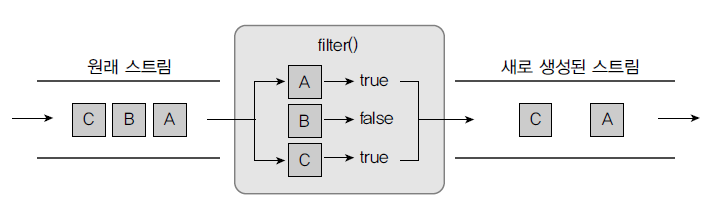 원래 스트림
C B A
filter()
A true
B false
C true
새로 생성된 스트림
C A